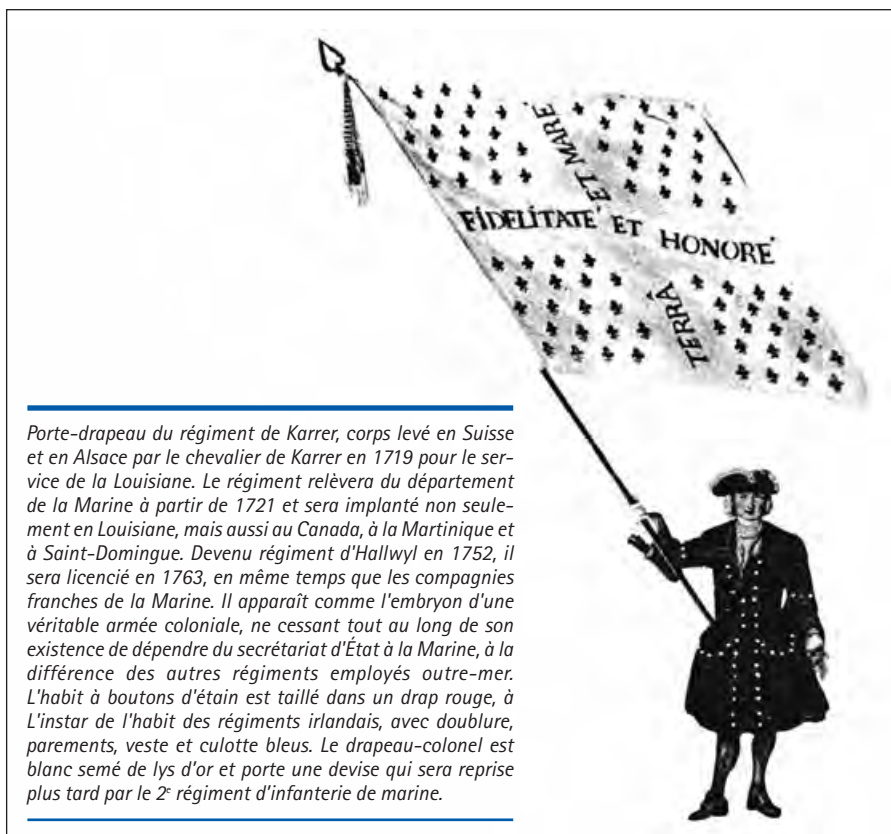 ET MARE
FIDELITATE' ET HONORE'
TERRÂ
Porte-drapeau du régiment de Karrer, corps levé en Suisse
et en Alsace par le chevalier de Karrer en 1719 pour le ser-
vice de la Louisiane. Le régiment relèvera du département
de la Marine à partir de 1721 et sera implanté non seule-
ment en Louisiane, mais aussi au Canada, à la Martinique et
à Saint-Domingue. Devenu régiment d'Hallwyl en 1752, il
sera licencié en 1763, en même temps que les compagnies
franches de la Marine. Il apparaît comme l'embryon d'une
véritable armée coloniale, ne cessant tout au long de son
existence de dépendre du secrétariat d'État à la Marine, à la
différence des autres régiments employés outre-mer.
L'habit à boutons d'étain est taillé dans un drap rouge, à
L'instar de l'habit des régiments irlandais, avec doublure,
parements, veste et culotte bleus. Le drapeau-colonel est
blanc semé de lys d'or et porte une devise qui sera reprise
plus tard par le 2e régiment d'infanterie de marine.